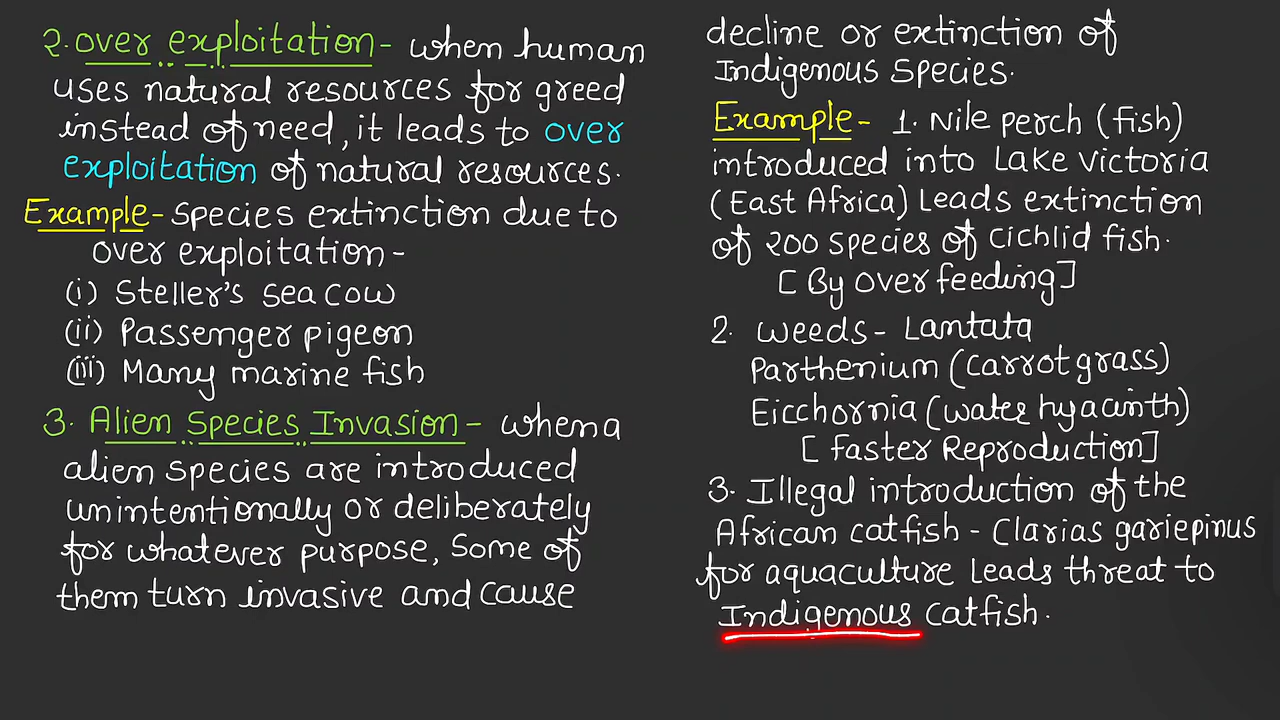 2. over exploitation - when human
uses natural resources for greed
instead of need, it leads to over
exploitation of natural resources.
Example - Species extinction due to
over exploitation -
(i) Steller's sea cow
(ii) Passenger pigeon
(iii) Many marine fish
3. Alien Species Invasion - when a
alien species are introduced
unintentionally or deliberately
for whatever purpose, Some of
them turn invasive and cause
decline or extinction of
Indigenous Species.
Example - 1. Nile perch (fish)
introduced into Lake Victoria
(East Africa) Leads extinction
of 200 species of cichlid fish.
[By over feeding]
2. weeds - Lantata
Parthenium (carrot grass)
Eicchornia (water hyacinth)
[faster Reproduction]
3. Illegal introduction of the
African catfish - Clarias gariepinus
for aquaculture Leads threat to
Indigenous catfish.